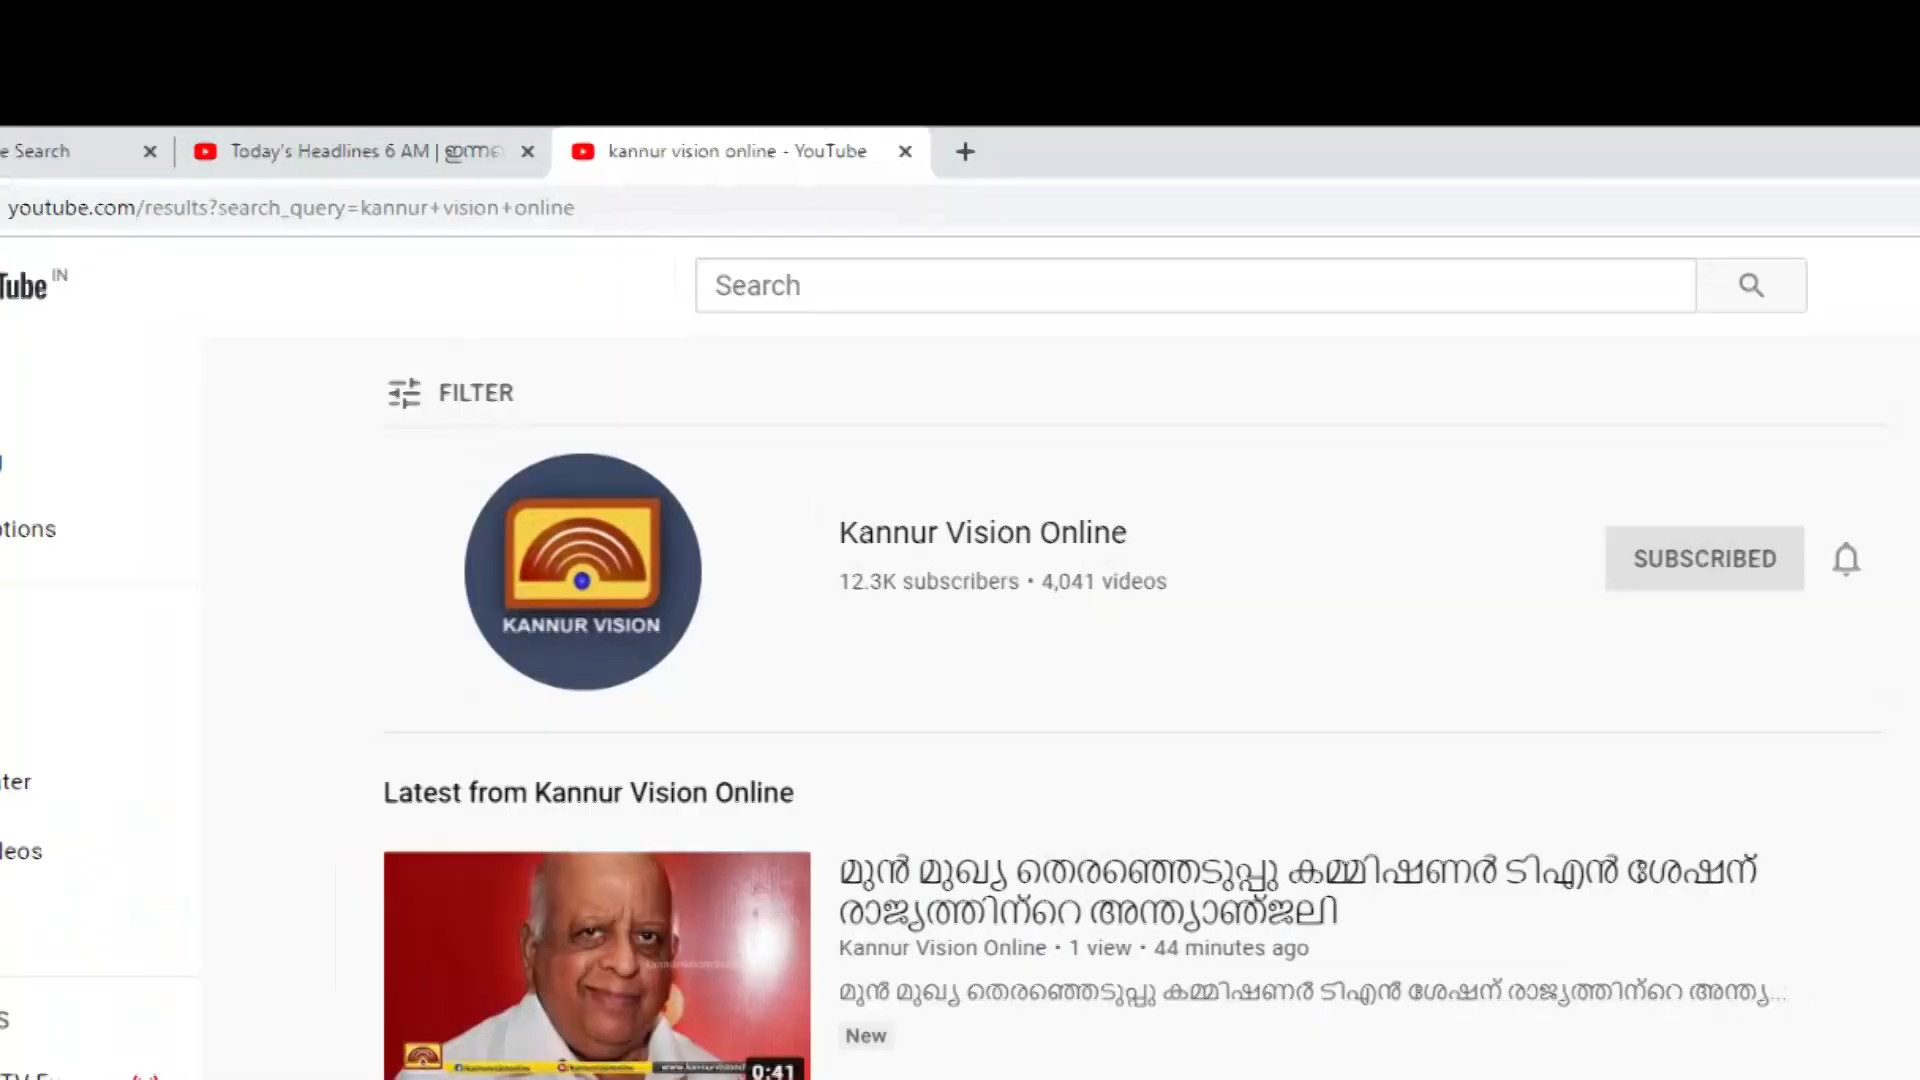 e Search
Today's Headlines 6 AM | ഇന്നത്തെ
kannur vision online - YouTube
youtube.com/results?search_query=kannur+vision+online
Tube IN
Search
FILTER
KANNUR VISION
Kannur Vision Online
12.3K subscribers • 4,041 videos
SUBSCRIBED
Latest from Kannur Vision Online
മുൻ മുഖ്യ തെരഞ്ഞെടുപ്പു കമ്മിഷണർ ടിഎൻ ശേഷന്
രാജ്യത്തിന്റെ അന്ത്യാഞ്ജലി
Kannur Vision Online • 1 view • 44 minutes ago
മുൻ മുഖ്യ തെരഞ്ഞെടുപ്പു കമ്മിഷണർ ടിഎൻ ശേഷന് രാജ്യത്തിന്റെ അന്ത്യ...
New
0:41